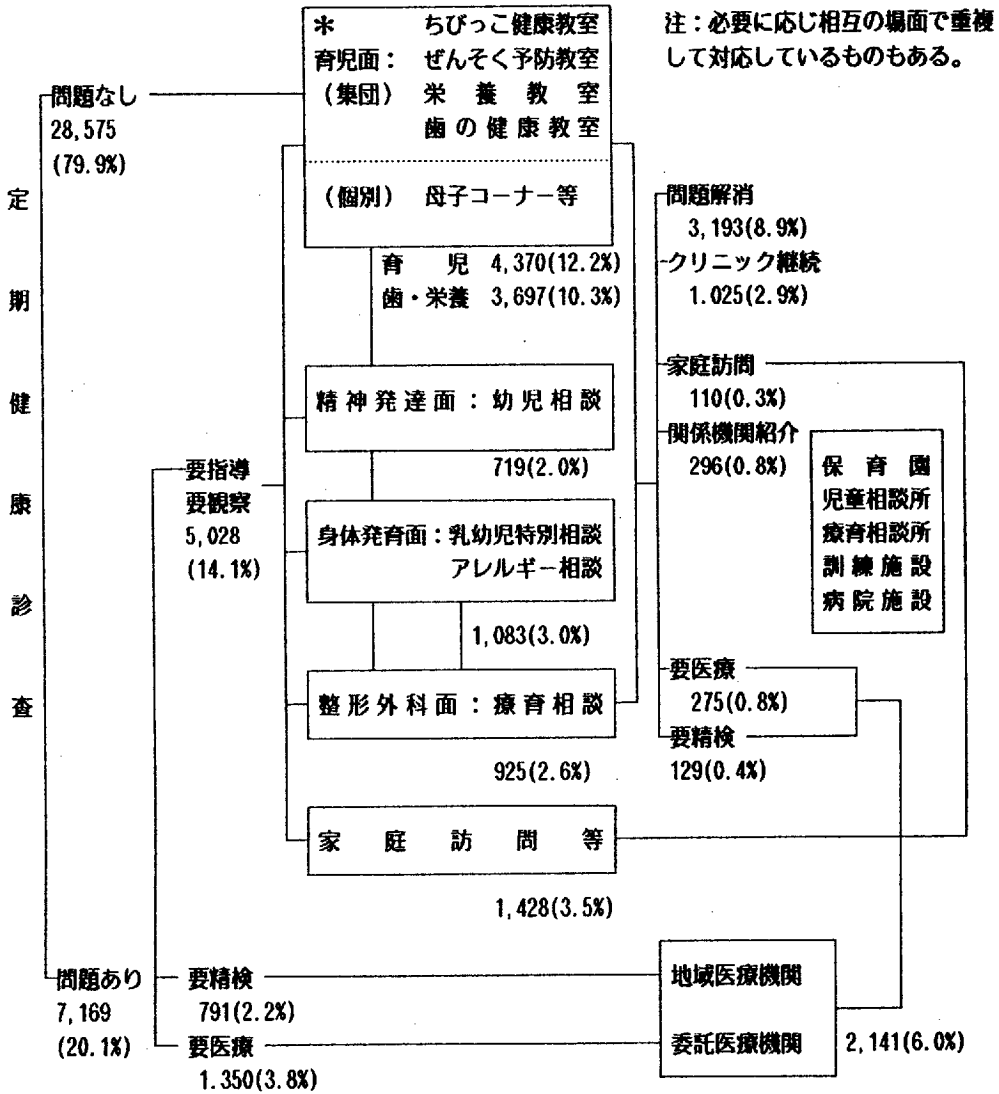 定期健康診査
問題なし
28,575
(79.9%)
＊ ちびっこ健康教室
育児面： ぜんそく予防教室
（集団） 栄養教室
歯の健康教室
（個別） 母子コーナー等
注：必要に応じ相互の場面で重複
して対応しているものもある。
育児 4,370(12.2%)
歯・栄養 3,697(10.3%)
問題解消
3,193(8.9%)
クリニック継続
1.025(2.9%)
家庭訪問
110(0.3%)
関係機関紹介
296(0.8%)
保育園
児童相談所
療育相談所
訓練施設
病院施設
精神発達面：幼児相談
719(2.0%)
要指導
要観察
5,028
(14.1%)
身体発育面：乳幼児特別相談
アレルギー相談
1,083(3.0%)
整形外科面：療育相談
925(2.6%)
要医療
275(0.8%)
要精検
129(0.4%)
家庭訪問等
1,428(3.5%)
問題あり
7,169
(20.1%)
要精検
791(2.2%)
要医療
1.350(3.8%)
地域医療機関
委託医療機関
2,141(6.0%)